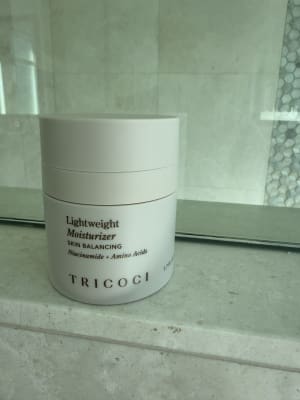 Lightweight
Moisturizer
SKIN BALANCING
Niacinamide + Amino Acids
TRICOCI